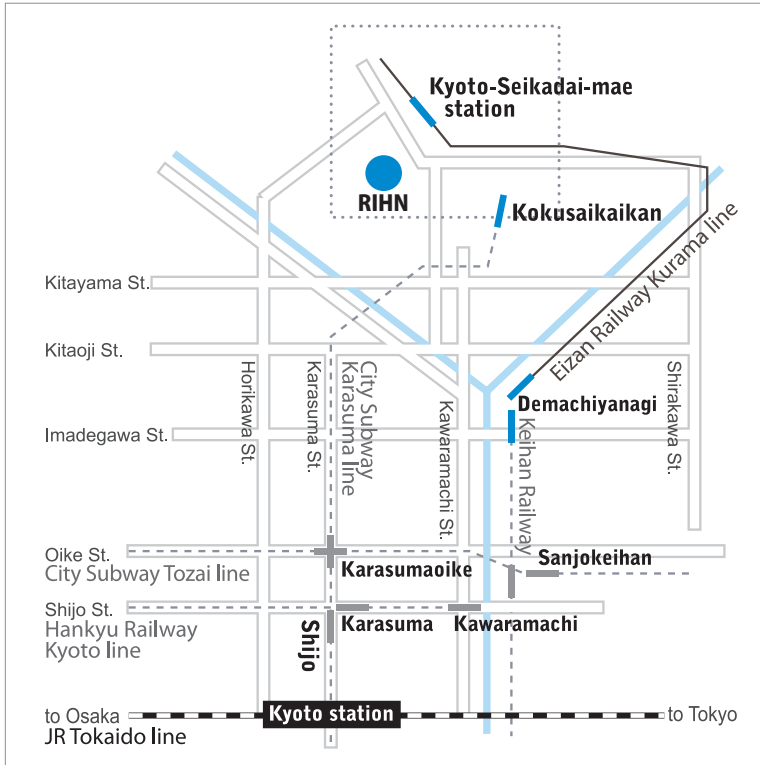 Kyoto-Seikadai-mae
station
RIHN
Kokusaikaikan
Kitayama St.
Eizan Railway Kurama line
Kitaoji St.
Horikawa St.
Karasuma St.
City Subway
Karasuma line
Kawaramachi St.
Shirakawa St.
Demachiyanagi
Imadegawa St.
Keihan Railway
Oike St.
City Subway Tozai line
Karasumaoike
Sanjokeihan
Shijo St.
Hankyu Railway
Kyoto line
Shijo
Karasuma
Kawaramachi
to Osaka
Kyoto station
to Tokyo
JR Tokaido line